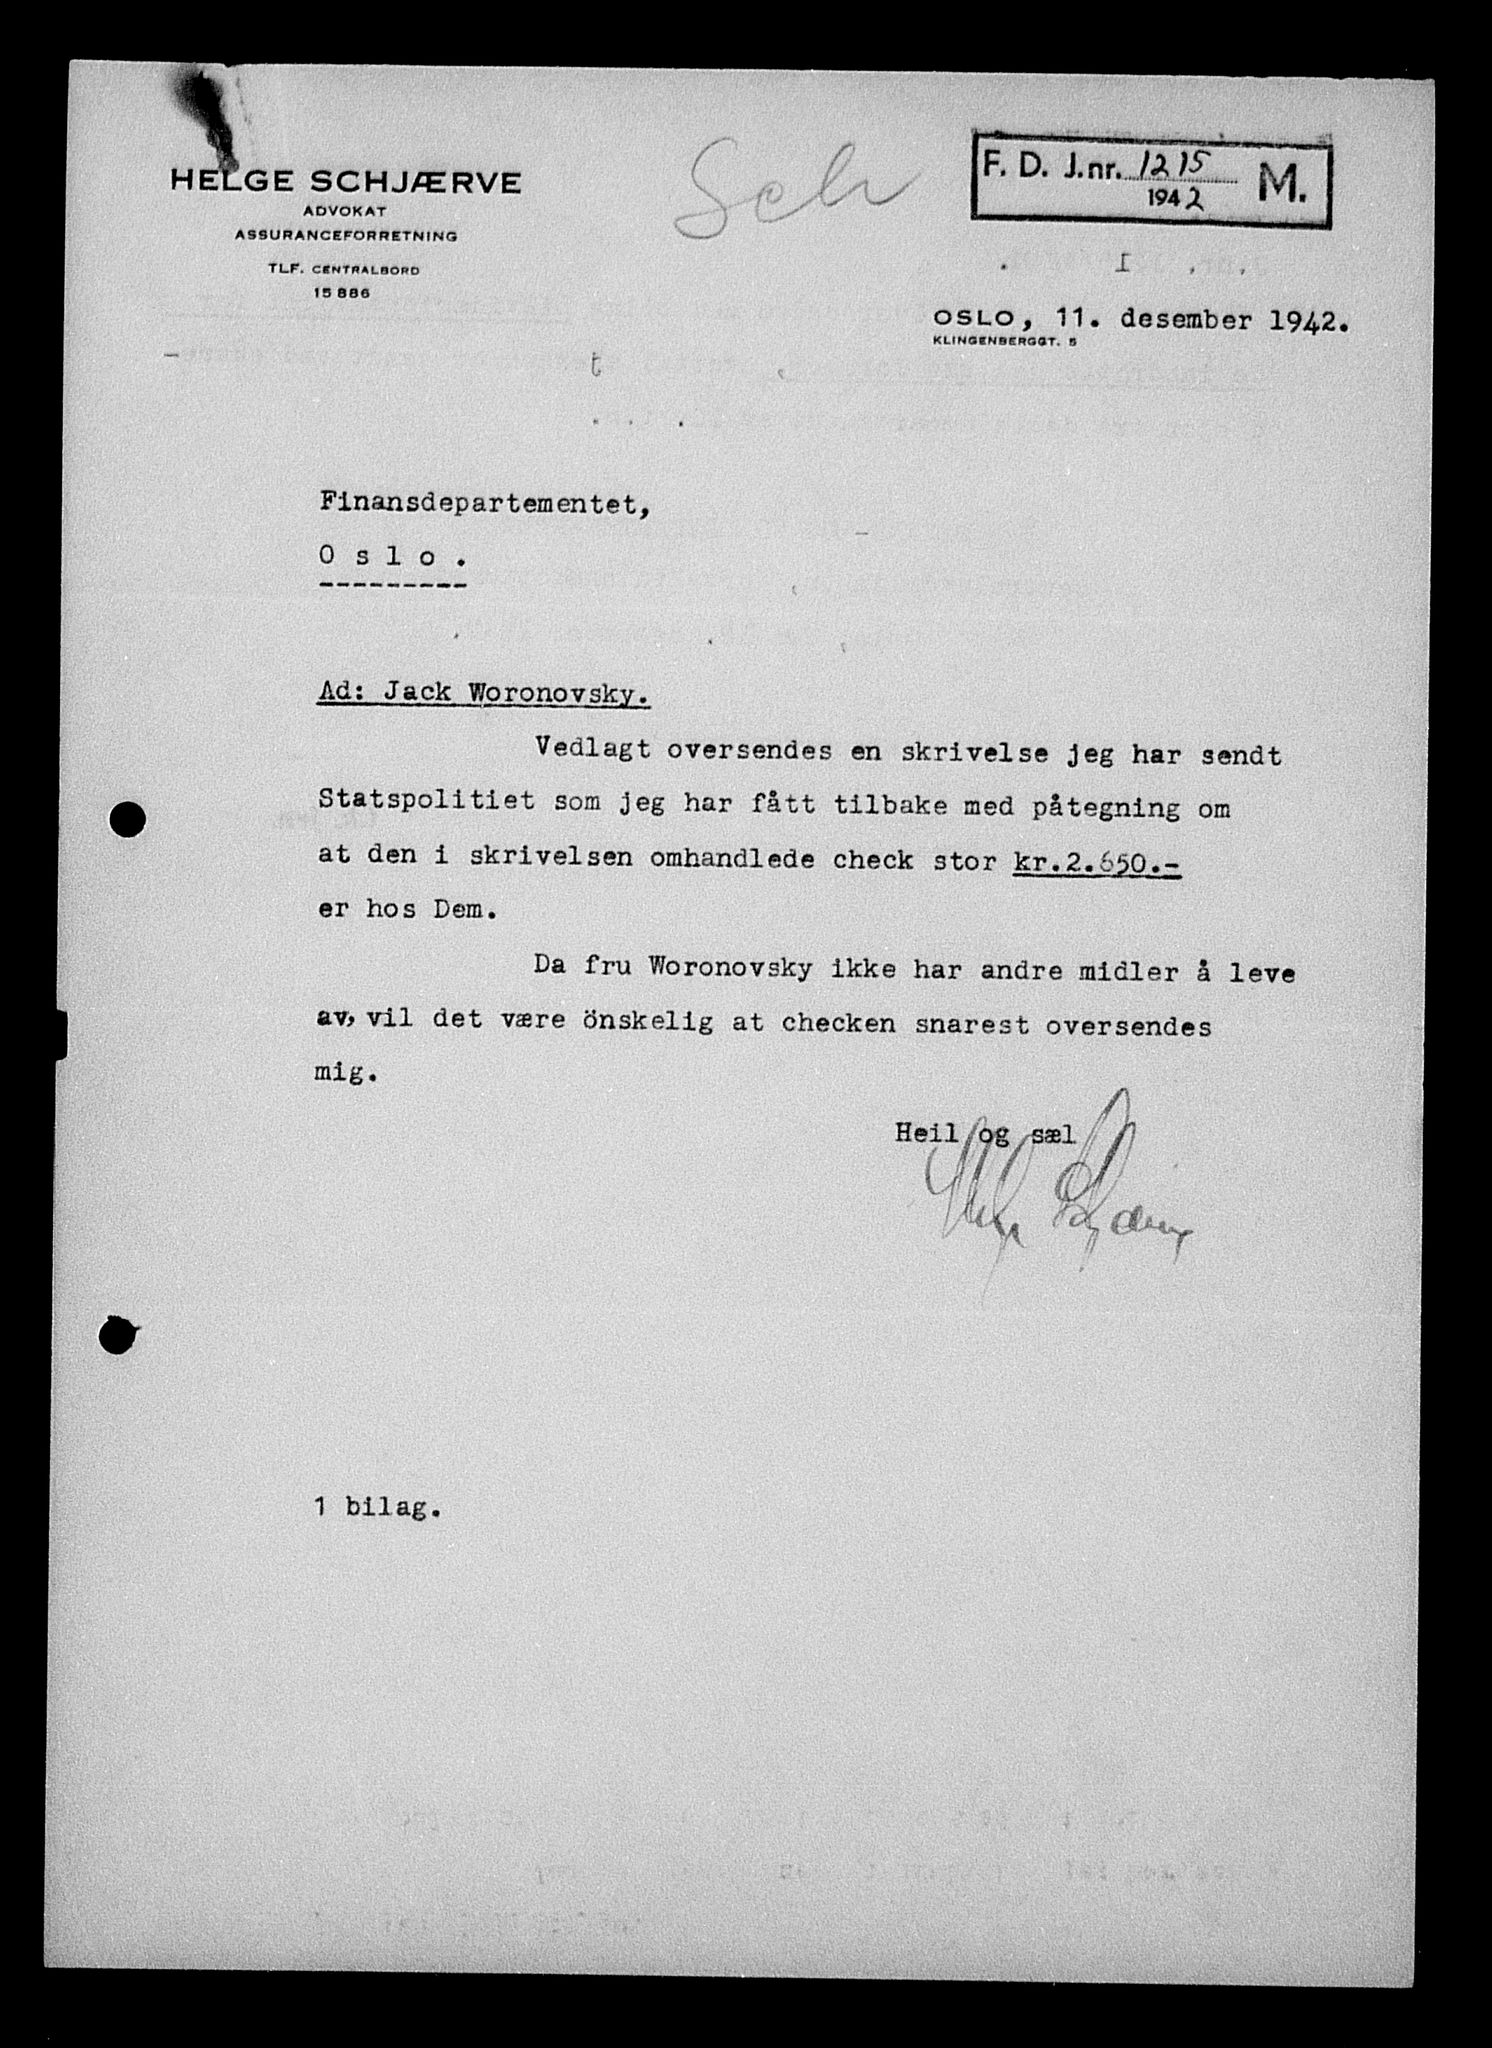 HELGE SCHJÆRVE
ADVOKAT
ASSURANCEFORRETNING
TLF. CENTRALBORD
15886
Sch
F. D. J.nr. 1215 M.
1942
OSLO, 11. desember 1942.
KLINGENBERGGT. 5
Finansdepartementet,
O s l o .
Ad: Jack Woronovsky.
Vedlagt oversendes en skrivelse jeg har sendt
Statspolitiet som jeg har fått tilbake med påtegning om
at den i skrivelsen omhandlede check stor kr.2.650.-
er hos Dem.
Da fru Woronovsky ikke har andre midler å leve
av, vil det være önskelig at checken snarest oversendes
mig.
Heil og sæl
Helge Schjærve
1 bilag.